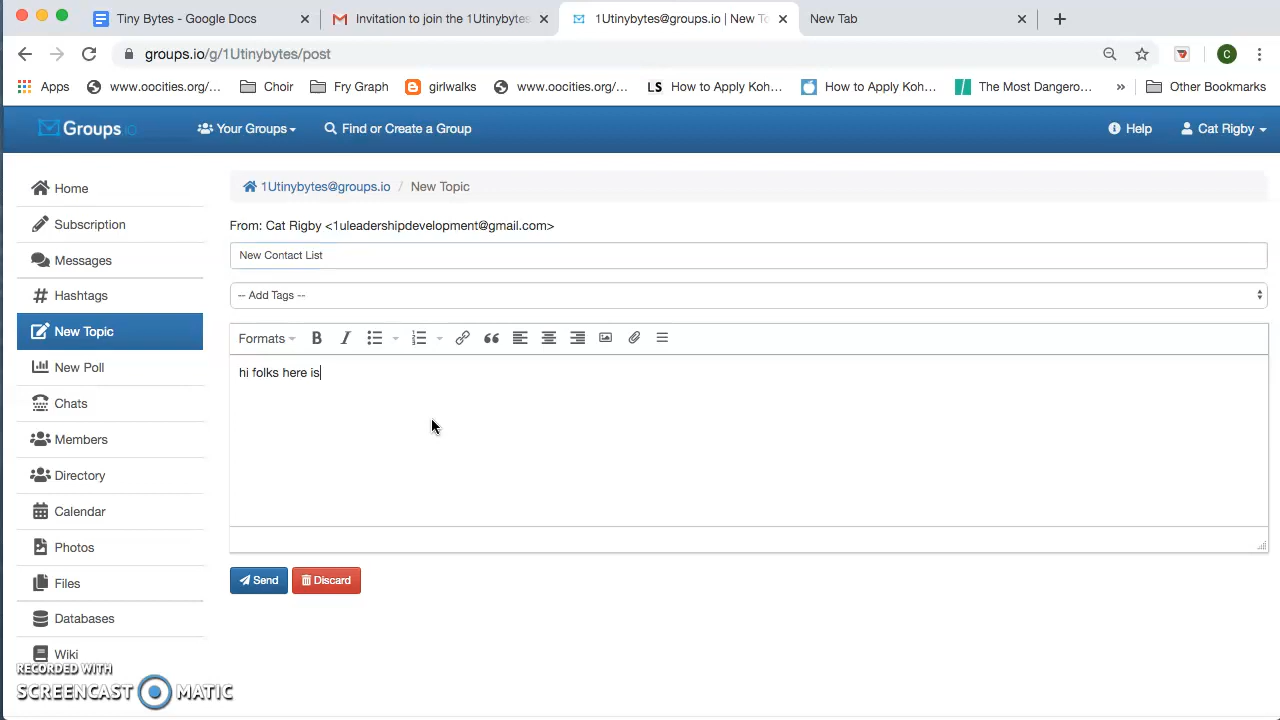 Tiny Bytes - Google Docs
Invitation to join the 1Utinybytes
1Utinybytes@groups.io | New To
New Tab
groups.io/g/1Utinybytes/post
C
Apps
www.oocities.org/...
Choir
Fry Graph
girlwalks
www.oocities.org/...
LS How to Apply Koh...
How to Apply Koh...
The Most Dangero...
»
Other Bookmarks
Groups.io
Your Groups
Find or Create a Group
Help
Cat Rigby
Home
Subscription
Messages
Hashtags
New Topic
New Poll
Chats
Members
Directory
Calendar
Photos
Files
Databases
Wiki
1Utinybytes@groups.io / New Topic
From: Cat Rigby <1uleadershipdevelopment@gmail.com>
New Contact List
-- Add Tags --
Formats B I
hi folks here is
Send
Discard
RECORDED WITH
SCREENCAST MATIC